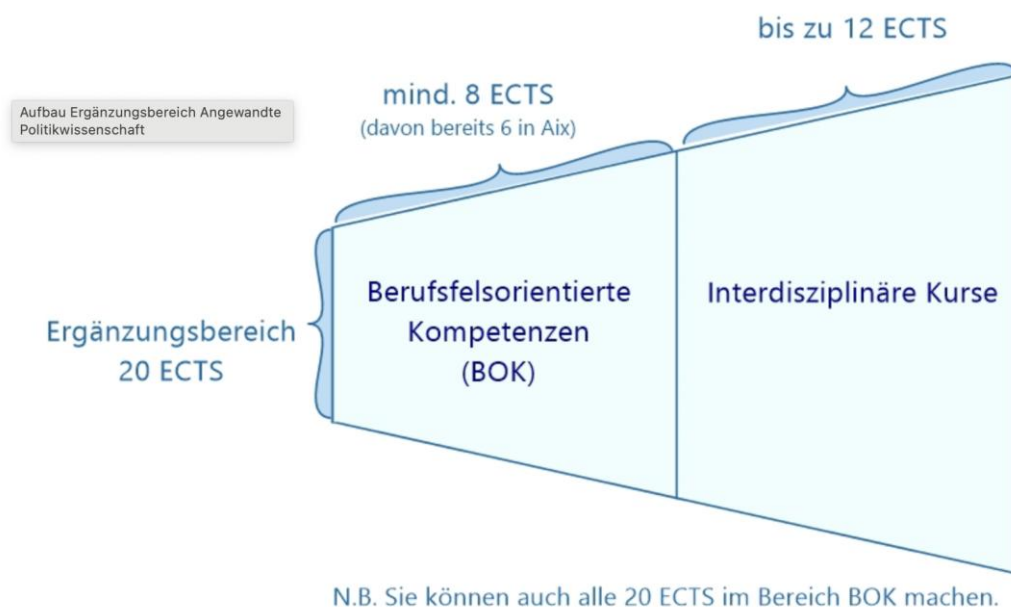 bis zu 12 ECTS
mind. 8 ECTS
(davon bereits 6 in Aix)
Aufbau Ergänzungsbereich Angewandte
Politikwissenschaft
Berufsfelsorientierte
Kompetenzen
(BOK)
Interdisziplinäre Kurse
Ergänzungsbereich
20 ECTS
N.B. Sie können auch alle 20 ECTS im Bereich BOK machen.